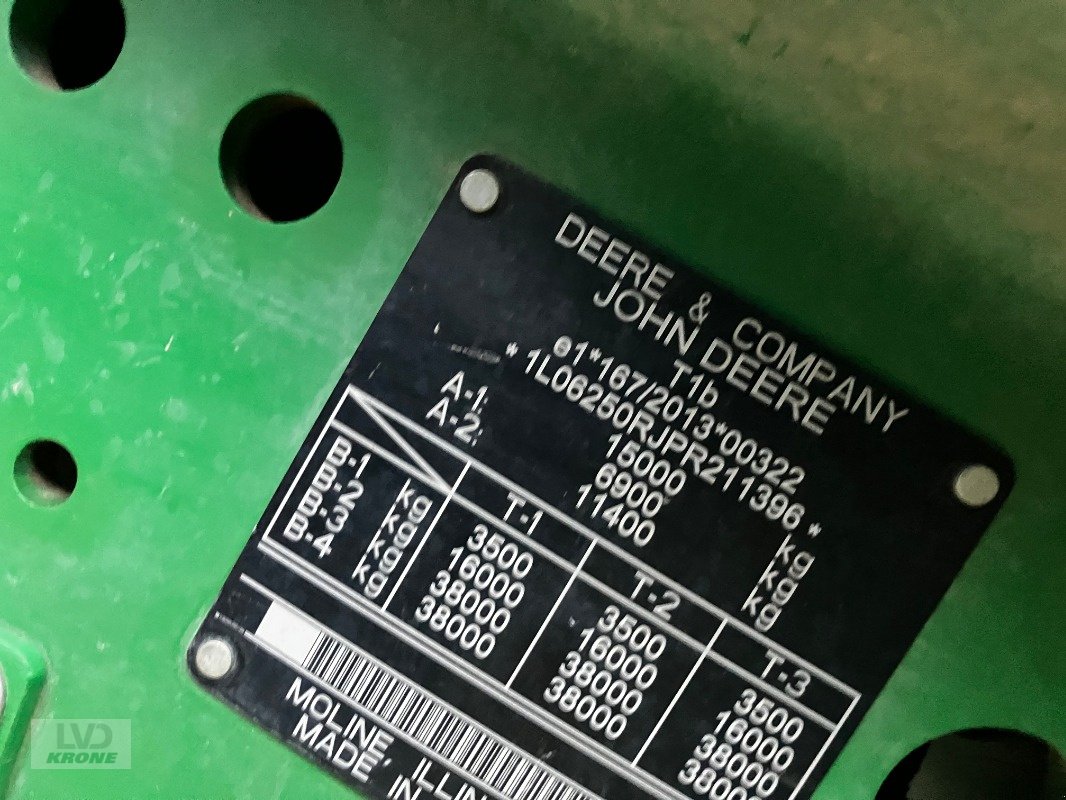 DEERE & COMPANY
JOHN DEERE
T1b
e1*167/2013*00322
* 1L06250RJPR211396 *
15000 kg
A-1: 6900 kg
A-2: 11400 kg
T-1 T-2 T-3
B-1 kg 3500 3500 3500
B-2 kg 16000 16000 16000
B-3 kg 38000 38000 38000
B-4 kg 38000 38000 38000
MOLINE, ILLIN
MADE IN
LVD
KRONE